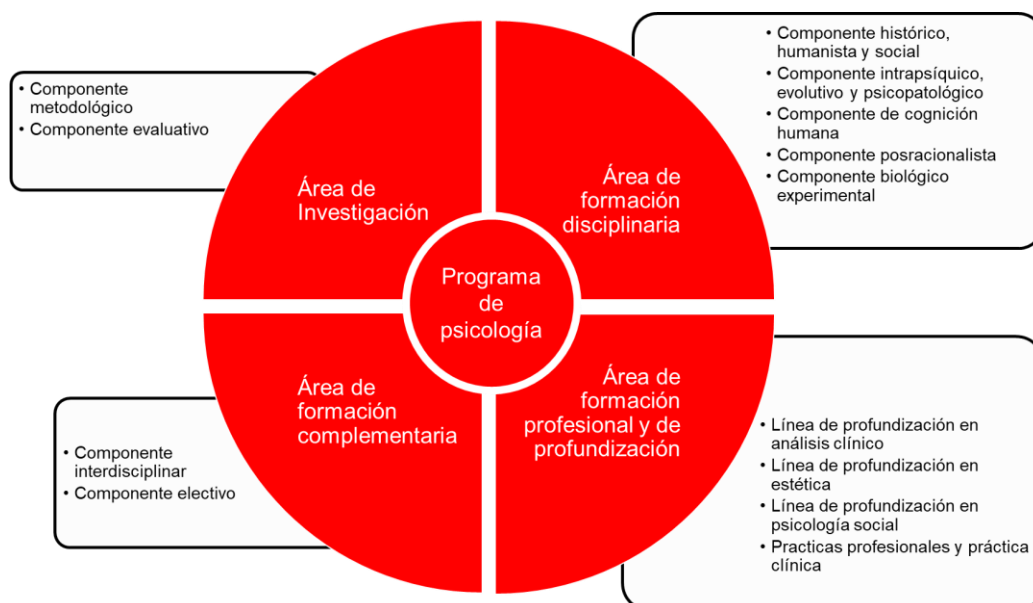 • Componente
metodológico
• Componente evaluativo
Área de
Investigación
• Componente histórico,
humanista y social
• Componente intrapsíquico,
evolutivo y psicopatológico
• Componente de cognición
humana
• Componente posracionalista
• Componente biológico
experimental
Área de
formación
disciplinaria
Programa
de
psicología
• Componente
interdisciplinar
• Componente electivo
Área de
formación
complementaria
Área de
formación
profesional y de
profundización
• Línea de profundización en
análisis clínico
• Línea de profundización en
estética
• Línea de profundización en
psicología social
• Practicas profesionales y práctica
clínica